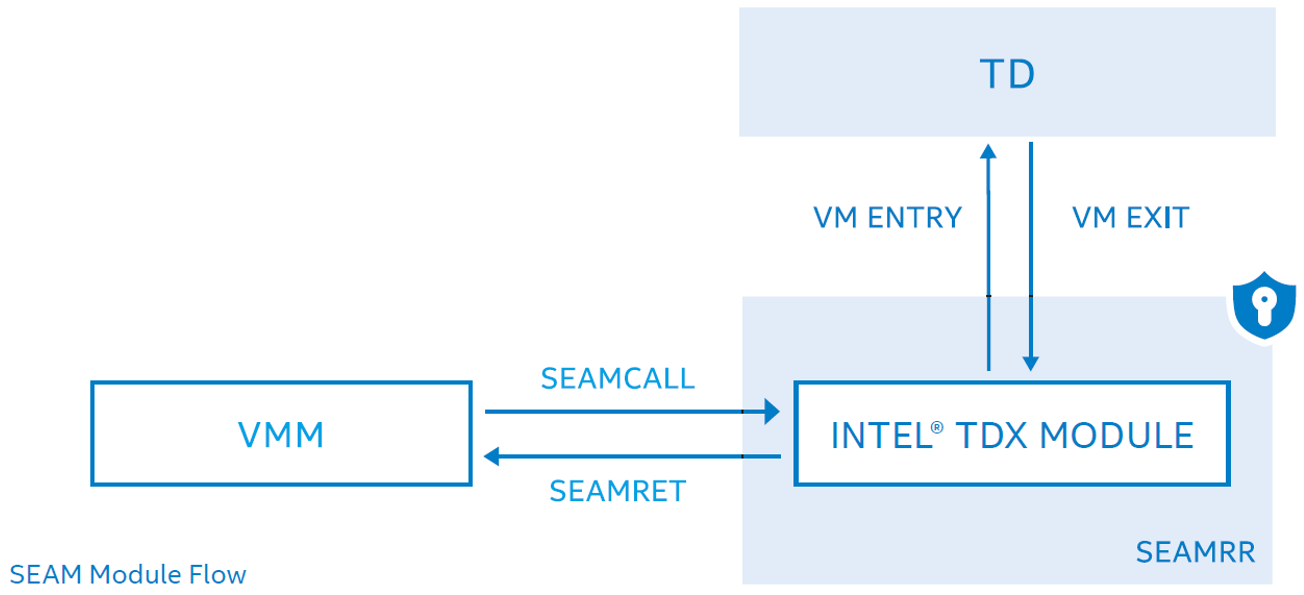 TD
VM ENTRY
VM EXIT
SEAMCALL
VMM
INTEL® TDX MODULE
SEAMRET
SEAMRR
SEAM Module Flow